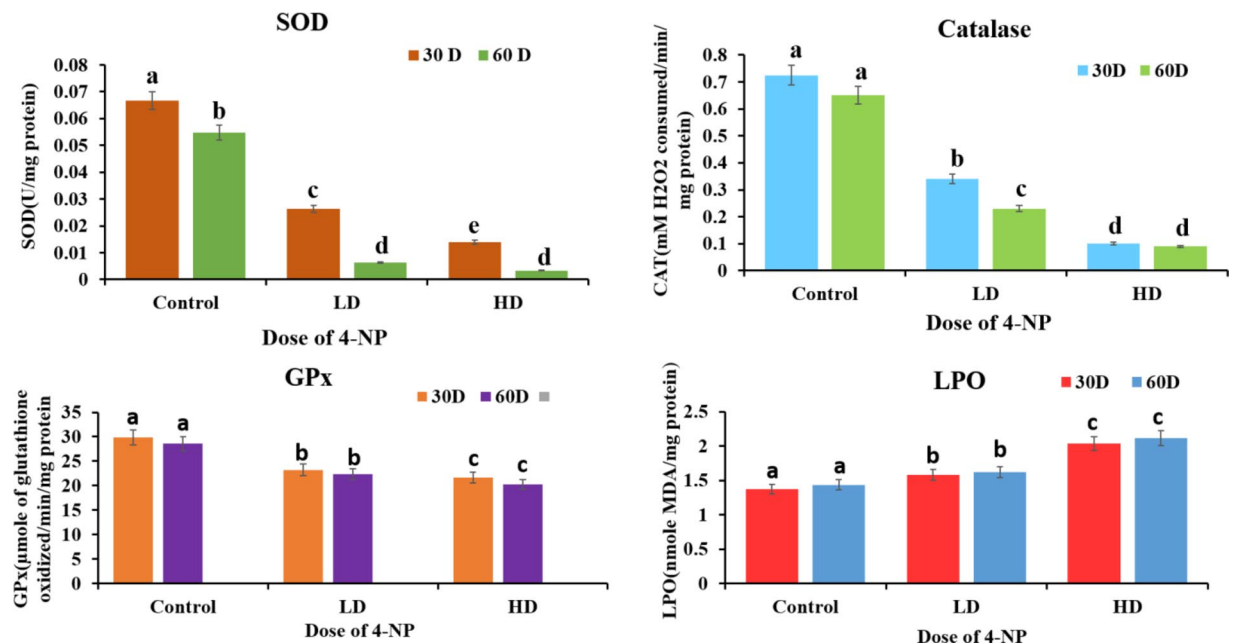 SOD
30 D 60 D
SOD(U/mg protein)
0.08
0.07
0.06
0.05
0.04
0.03
0.02
0.01
0
a b c d e d
Control LD HD
Dose of 4-NP
Catalase
30D 60D
CAT(mM H2O2 consumed/min/
mg protein)
0.8
0.7
0.6
0.5
0.4
0.3
0.2
0.1
0
a a b c d d
Control LD HD
Dose of 4-NP
GPx
30D 60D
GPx(µmole of glutathione
oxidized/min/mg protein
35
30
25
20
15
10
5
0
a a b b c c
Control LD HD
Dose of 4-NP
LPO
30D 60D
LPO(nmole MDA/mg protein)
2.5
2
1.5
1
0.5
0
a a b b c c
Control LD HD
Dose of 4-NP